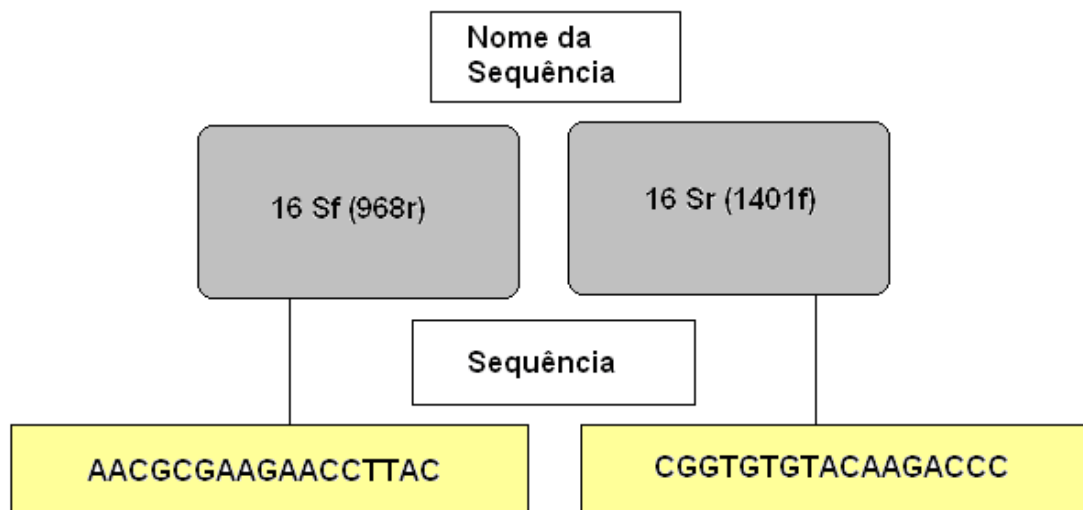 Nome da
Sequência
16 Sf (968r)
16 Sr (1401f)
Sequência
AACGCGAAGAACCTTAC
CGGTGTGTACAAGACCC